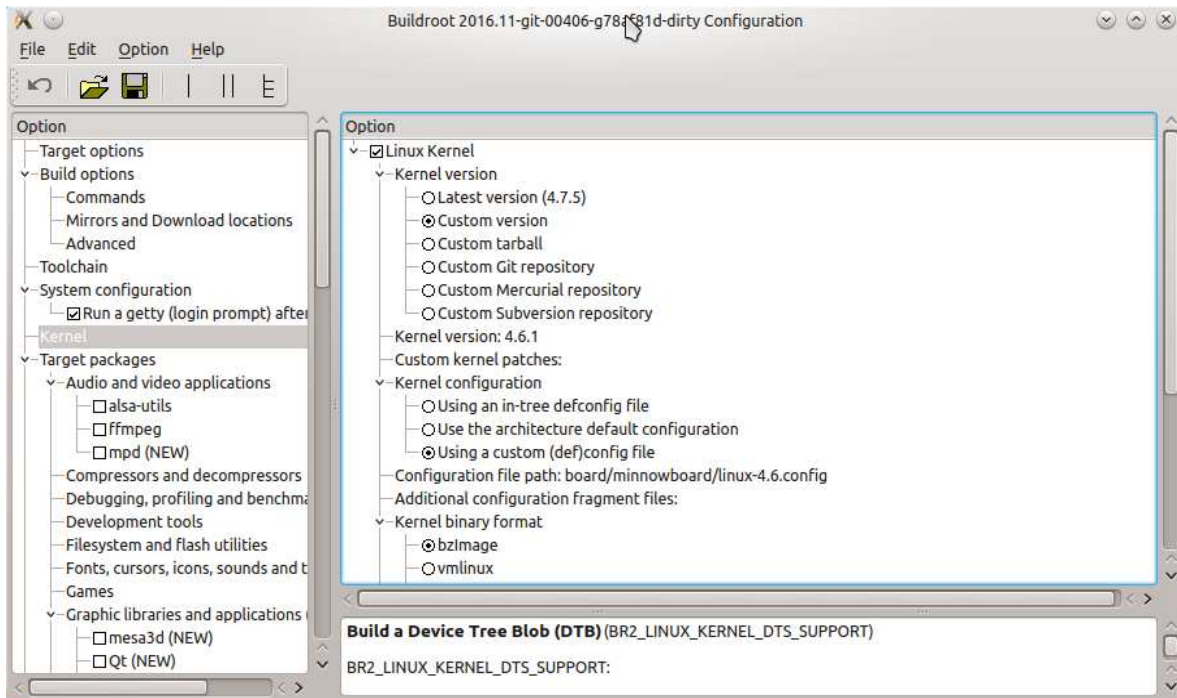 Buildroot 2016.11-git-00406-g78af81d-dirty Configuration
File Edit Option Help
Option
Target options
Build options
Commands
Mirrors and Download locations
Advanced
Toolchain
System configuration
Run a getty (login prompt) after
Kernel
Target packages
Audio and video applications
alsa-utils
ffmpeg
mpd (NEW)
Compressors and decompressors
Debugging, profiling and benchma
Development tools
Filesystem and flash utilities
Fonts, cursors, icons, sounds and t
Games
Graphic libraries and applications (
mesa3d (NEW)
Qt (NEW)
Option
Linux Kernel
Kernel version
Latest version (4.7.5)
Custom version
Custom tarball
Custom Git repository
Custom Mercurial repository
Custom Subversion repository
Kernel version: 4.6.1
Custom kernel patches:
Kernel configuration
Using an in-tree defconfig file
Use the architecture default configuration
Using a custom (def)config file
Configuration file path: board/minnowboard/linux-4.6.config
Additional configuration fragment files:
Kernel binary format
bzImage
vmlinux
Build a Device Tree Blob (DTB) (BR2_LINUX_KERNEL_DTS_SUPPORT)
BR2_LINUX_KERNEL_DTS_SUPPORT: